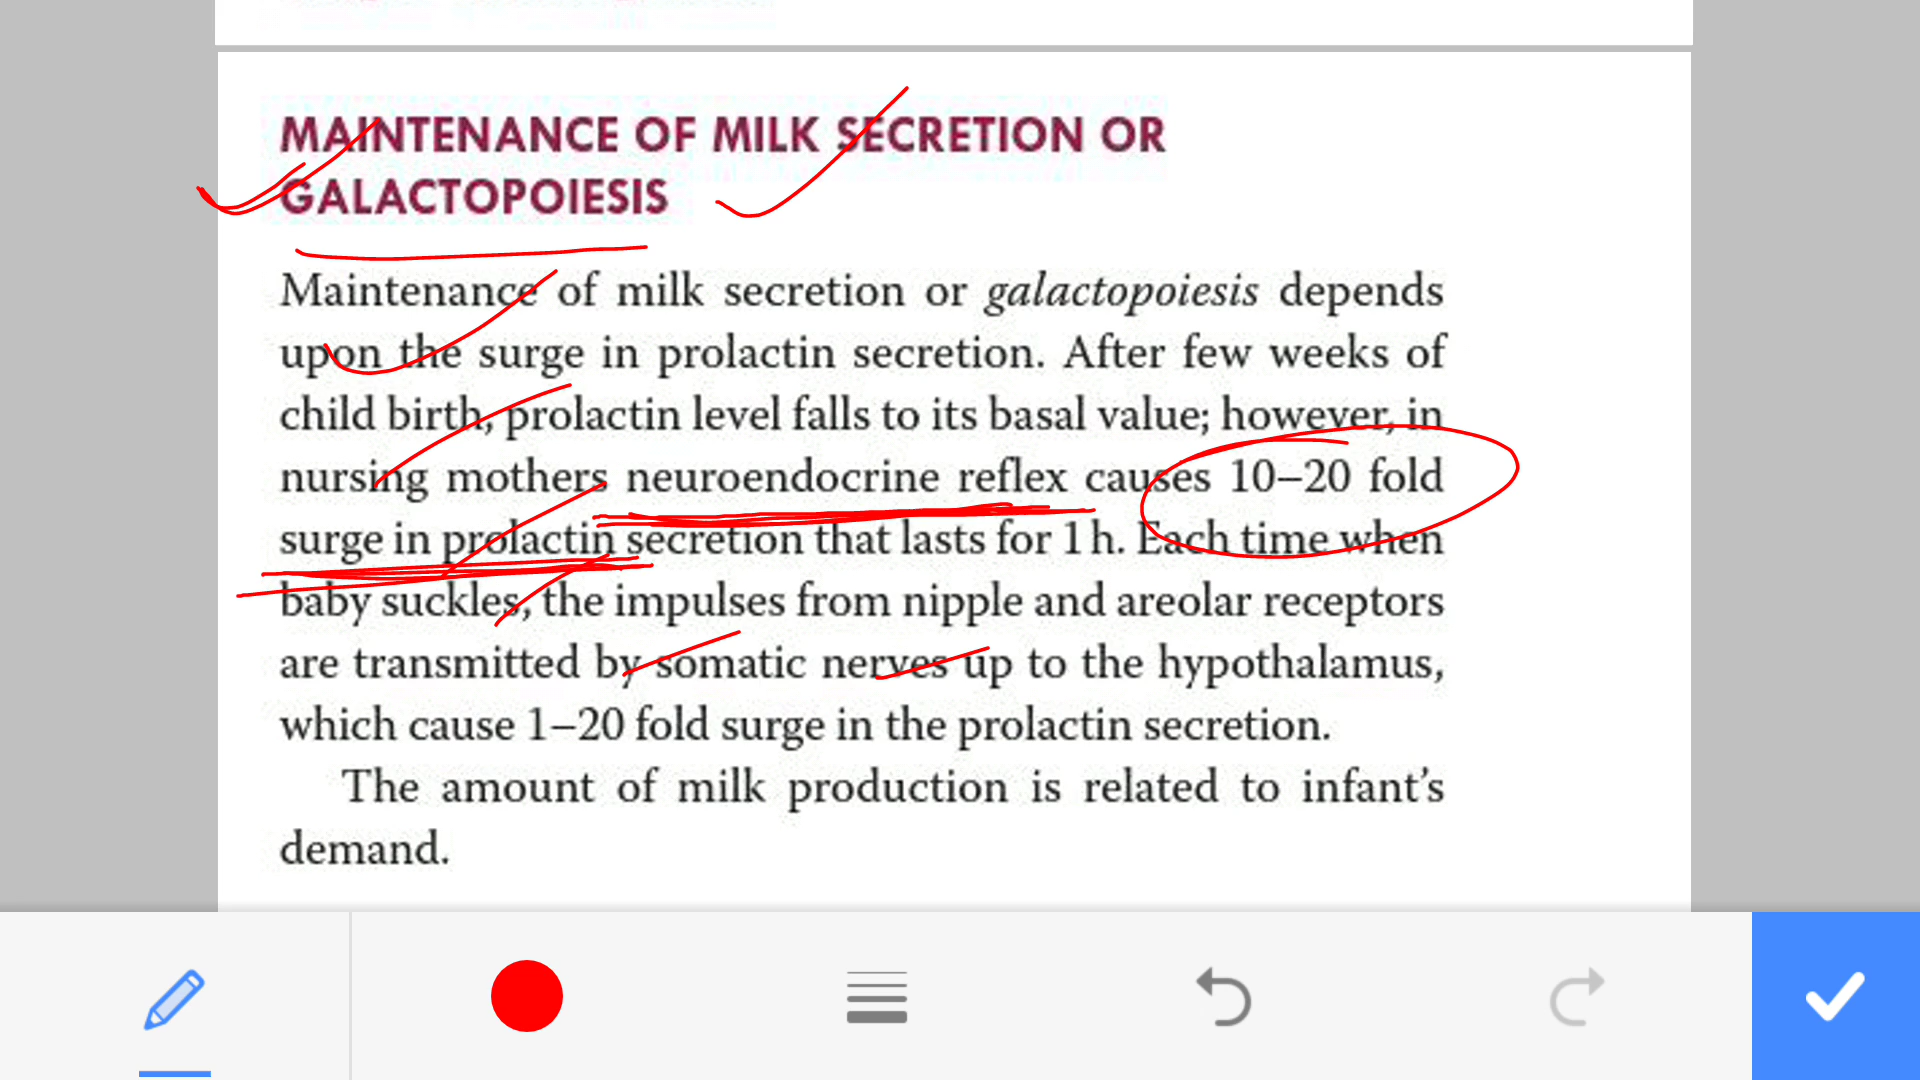 MAINTENANCE OF MILK SECRETION OR
GALACTOPOIESIS
Maintenance of milk secretion or galactopoiesis depends
upon the surge in prolactin secretion. After few weeks of
child birth, prolactin level falls to its basal value; however, in
nursing mothers neuroendocrine reflex causes 10–20 fold
surge in prolactin secretion that lasts for 1 h. Each time when
baby suckles, the impulses from nipple and areolar receptors
are transmitted by somatic nerves up to the hypothalamus,
which cause 1–20 fold surge in the prolactin secretion.
The amount of milk production is related to infant’s
demand.